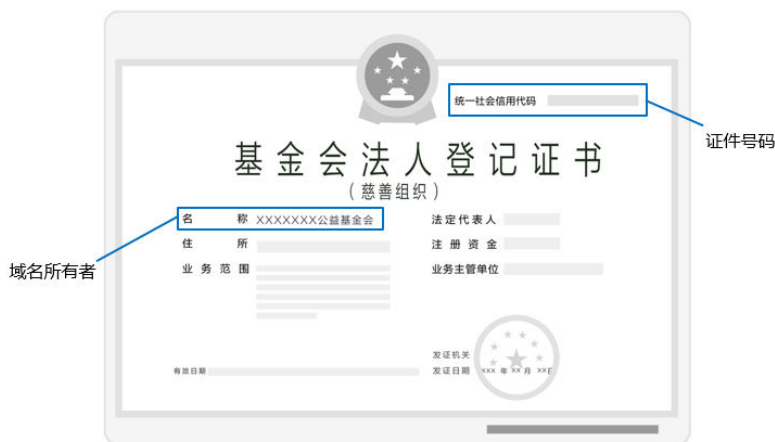 统一社会信用代码
证件号码
基金会法人登记证书
（慈善组织）
名称 XXXXXXX公益基金会
法定代表人
住所
注册资金
域名所有者
业务范围
业务主管单位
发证机关
有效日期
发证日期 xxx 年 xx 月 xx日